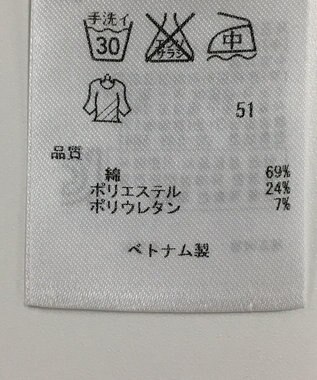 手洗イ
30
エンソ
サラシ
中
51
品質
綿 69%
ポリエステル 24%
ポリウレタン 7%
ベトナム製